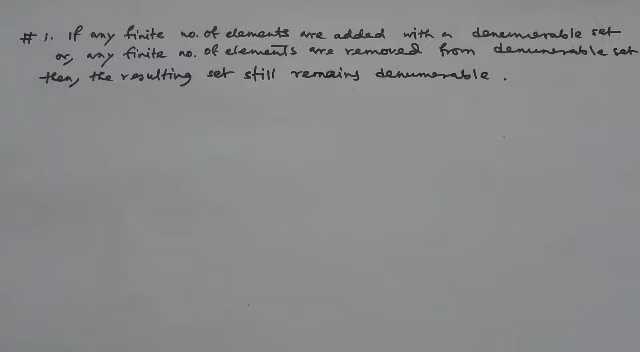 # 1. If any finite no. of elements are added with a denumerable set
or, any finite no. of elements are removed from denumerable set
then, the resulting set still remains denumerable.